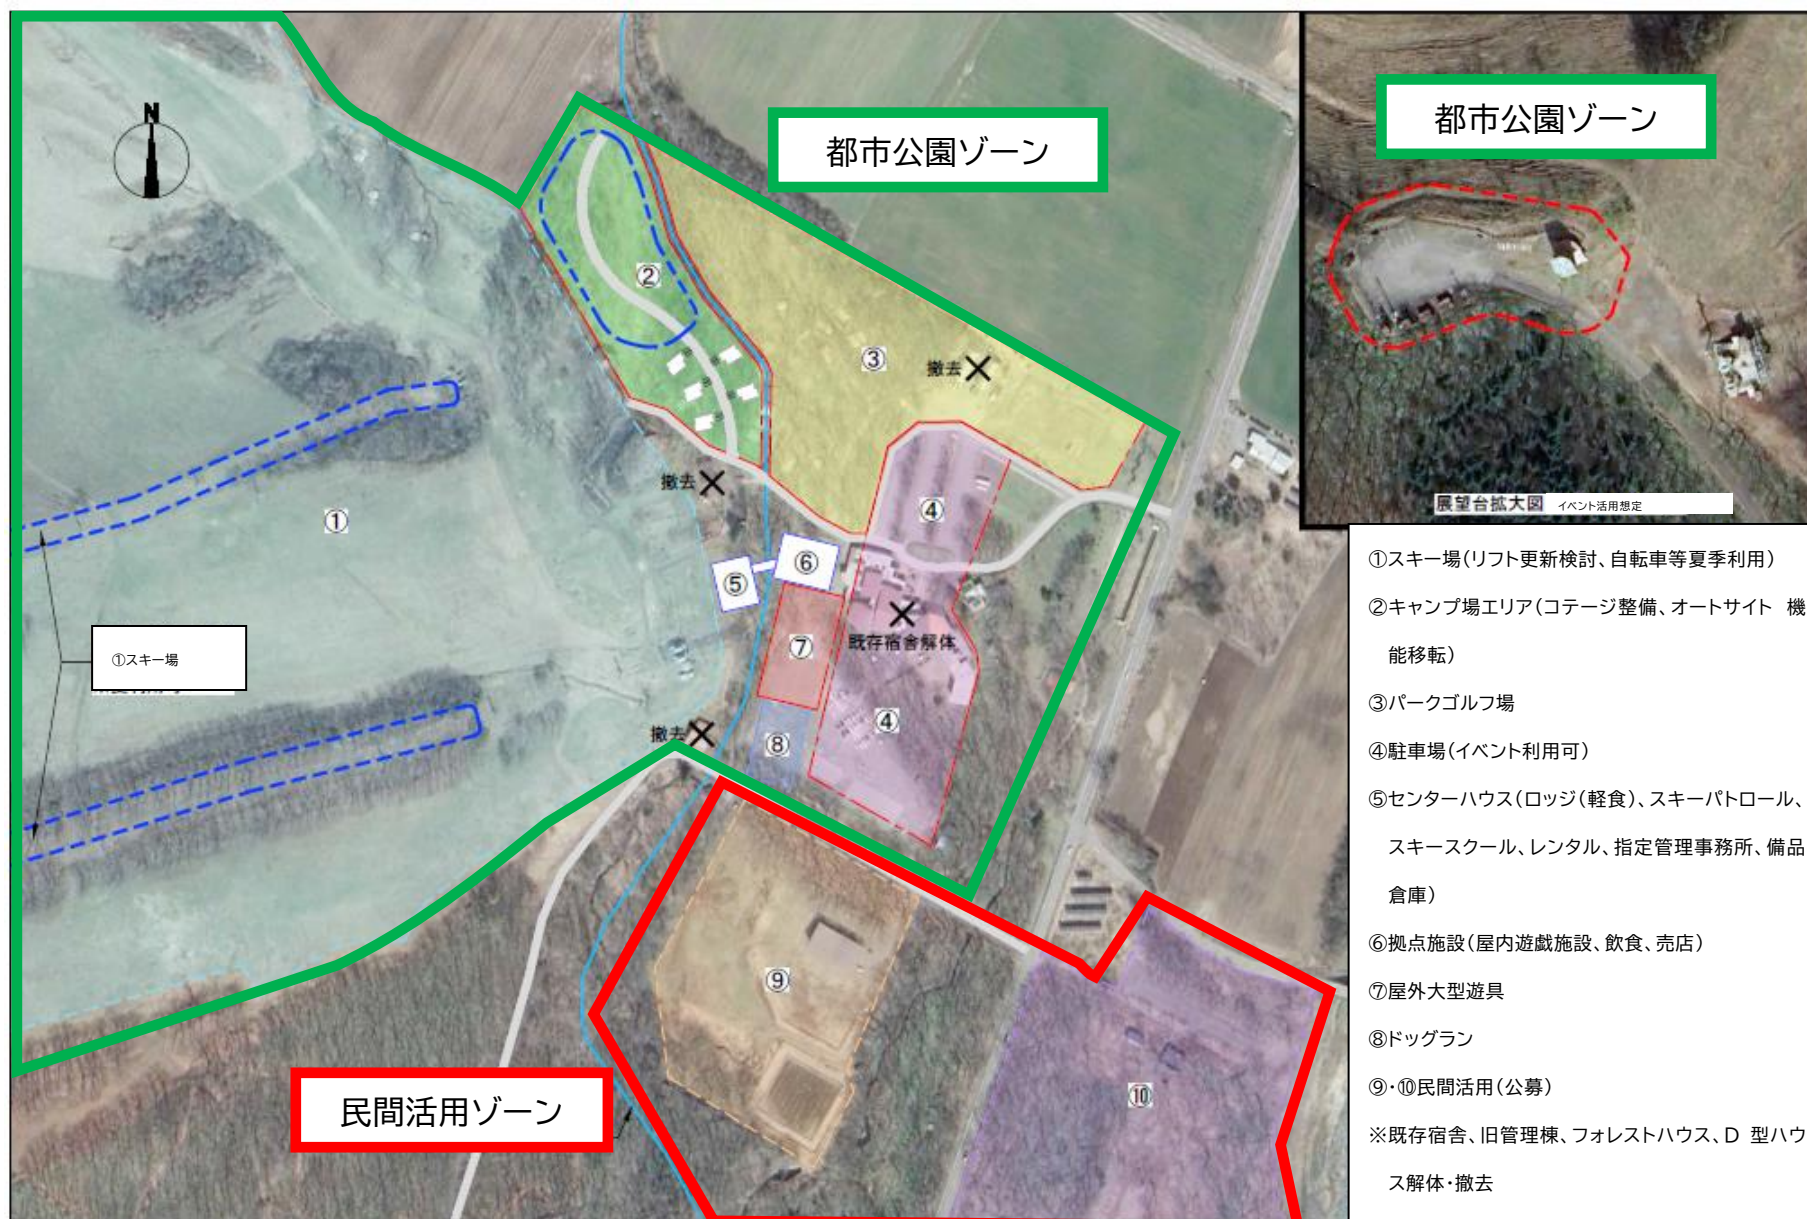 N
都市公園ゾーン
都市公園ゾーン
②
③
撤去
撤去
①
④
⑥
⑤
既存宿舎解体
⑦
①スキー場
撤去
⑧
④
⑨
⑩
民間活用ゾーン
展望台拡大図 イベント活用想定
①スキー場(リフト更新検討、自転車等夏季利用)
②キャンプ場エリア(コテージ整備、オートサイト 機
能移転)
③パークゴルフ場
④駐車場(イベント利用可)
⑤センターハウス(ロッジ(軽食)、スキーパトロール、
スキースクール、レンタル、指定管理事務所、備品
倉庫)
⑥拠点施設(屋内遊戯施設、飲食、売店)
⑦屋外大型遊具
⑧ドッグラン
⑨・⑩民間活用(公募)
※既存宿舎、旧管理棟、フォレストハウス、D 型ハウ
ス解体・撤去